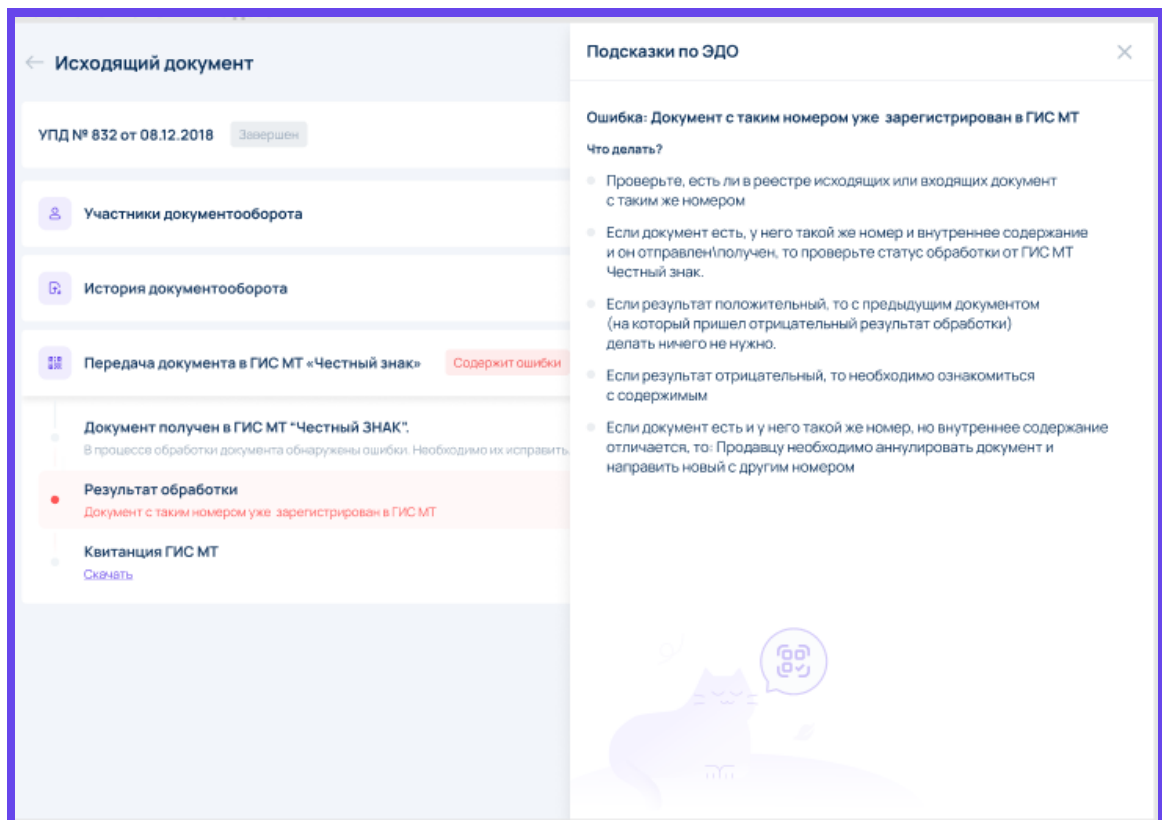 Исходящий документ
УПД № 832 от 08.12.2018
Завершен
Участники документооборота
История документооборота
Передача документа в ГИС МТ «Честный знак»
Содержит ошибки
Документ получен в ГИС МТ “Честный ЗНАК”.
В процессе обработки документа обнаружены ошибки. Необходимо их исправить.
Результат обработки
Документ с таким номером уже зарегистрирован в ГИС МТ
Квитанция ГИС МТ
Скачать
Подсказки по ЭДО
Ошибка: Документ с таким номером уже зарегистрирован в ГИС МТ
Что делать?
Проверьте, есть ли в реестре исходящих или входящих документ
с таким же номером
Если документ есть, у него такой же номер и внутреннее содержание
и он отправлен\получен, то проверьте статус обработки от ГИС МТ
Честный знак.
Если результат положительный, то с предыдущим документом
(на который пришел отрицательный результат обработки)
делать ничего не нужно.
Если результат отрицательный, то необходимо ознакомиться
с содержимым
Если документ есть и у него такой же номер, но внутреннее содержание
отличается, то: Продавцу необходимо аннулировать документ и
направить новый с другим номером